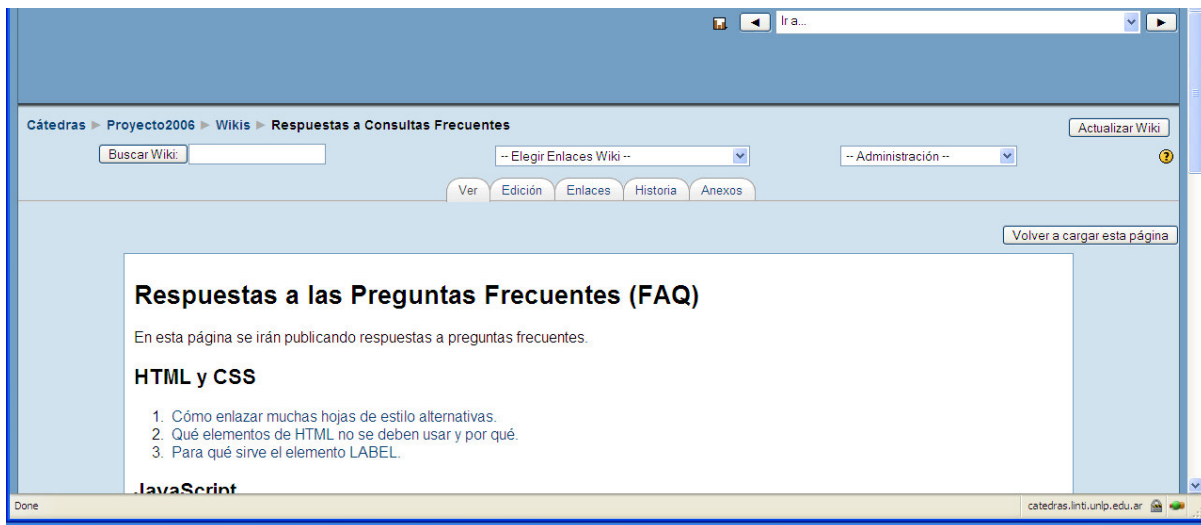 Ir a...
Cátedras ► Proyecto2006 ► Wikis ► Respuestas a Consultas Frecuentes
Actualizar Wiki
Buscar Wiki:
-- Elegir Enlaces Wiki --
-- Administración --
Ver Edición Enlaces Historia Anexos
Volver a cargar esta página
Respuestas a las Preguntas Frecuentes (FAQ)
En esta página se irán publicando respuestas a preguntas frecuentes.
HTML y CSS
1. Cómo enlazar muchas hojas de estilo alternativas.
2. Qué elementos de HTML no se deben usar y por qué.
3. Para qué sirve el elemento LABEL.
JavaScript
Done
catedras.linti.unlp.edu.ar